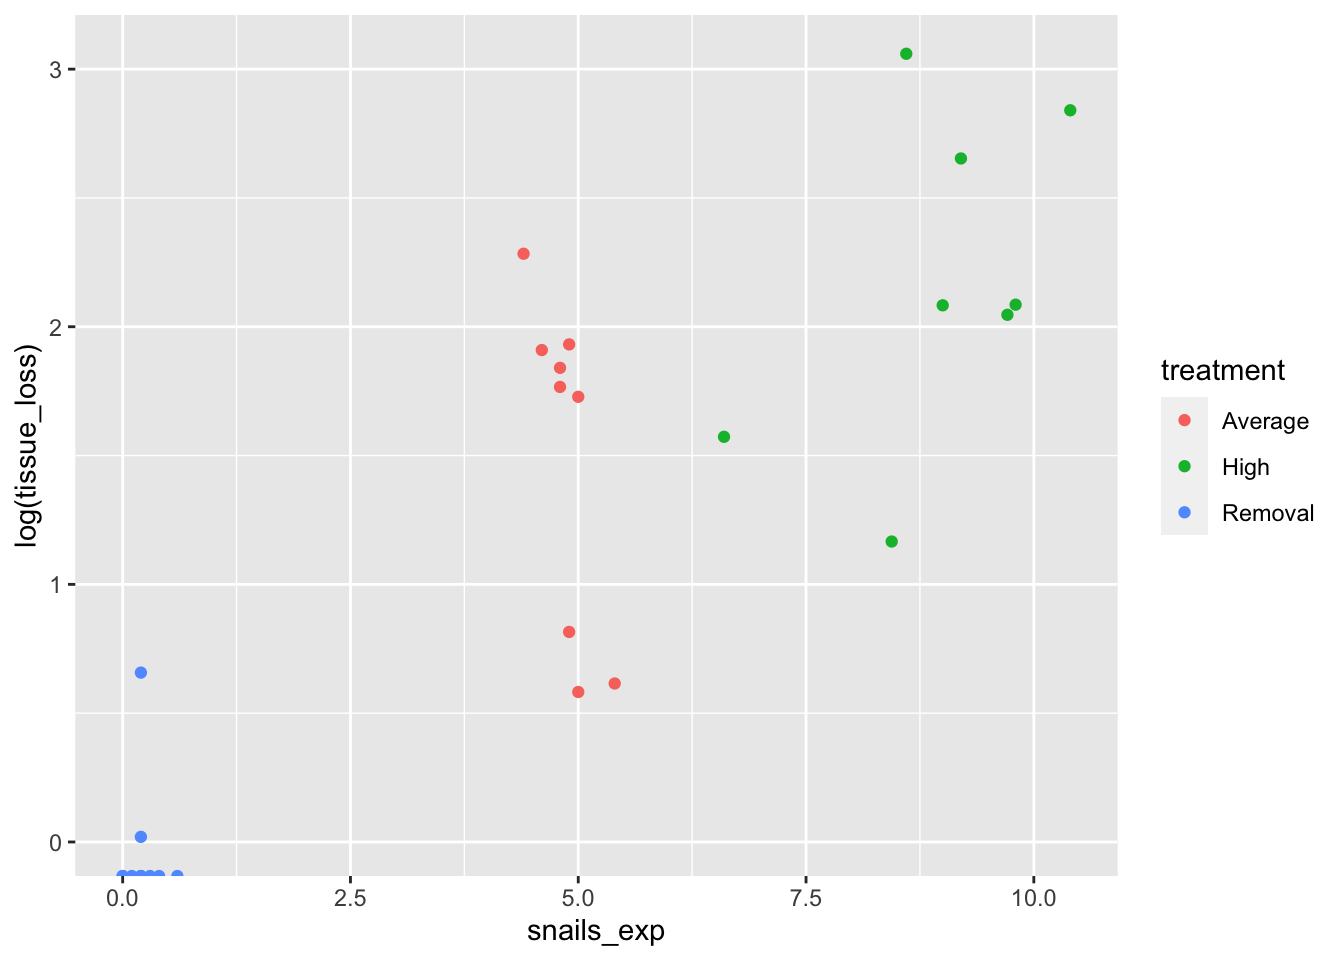 3
2
1
0
log(tissue_loss)
0.0 2.5 5.0 7.5 10.0
snails_exp
treatment
Average
High
Removal